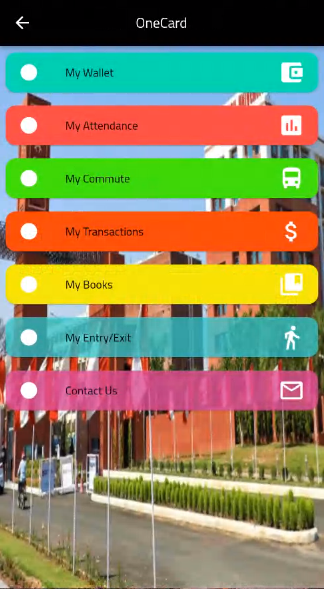 OneCard
My Wallet
My Attendance
My Commute
My Transactions
My Books
My Entry/Exit
Contact Us